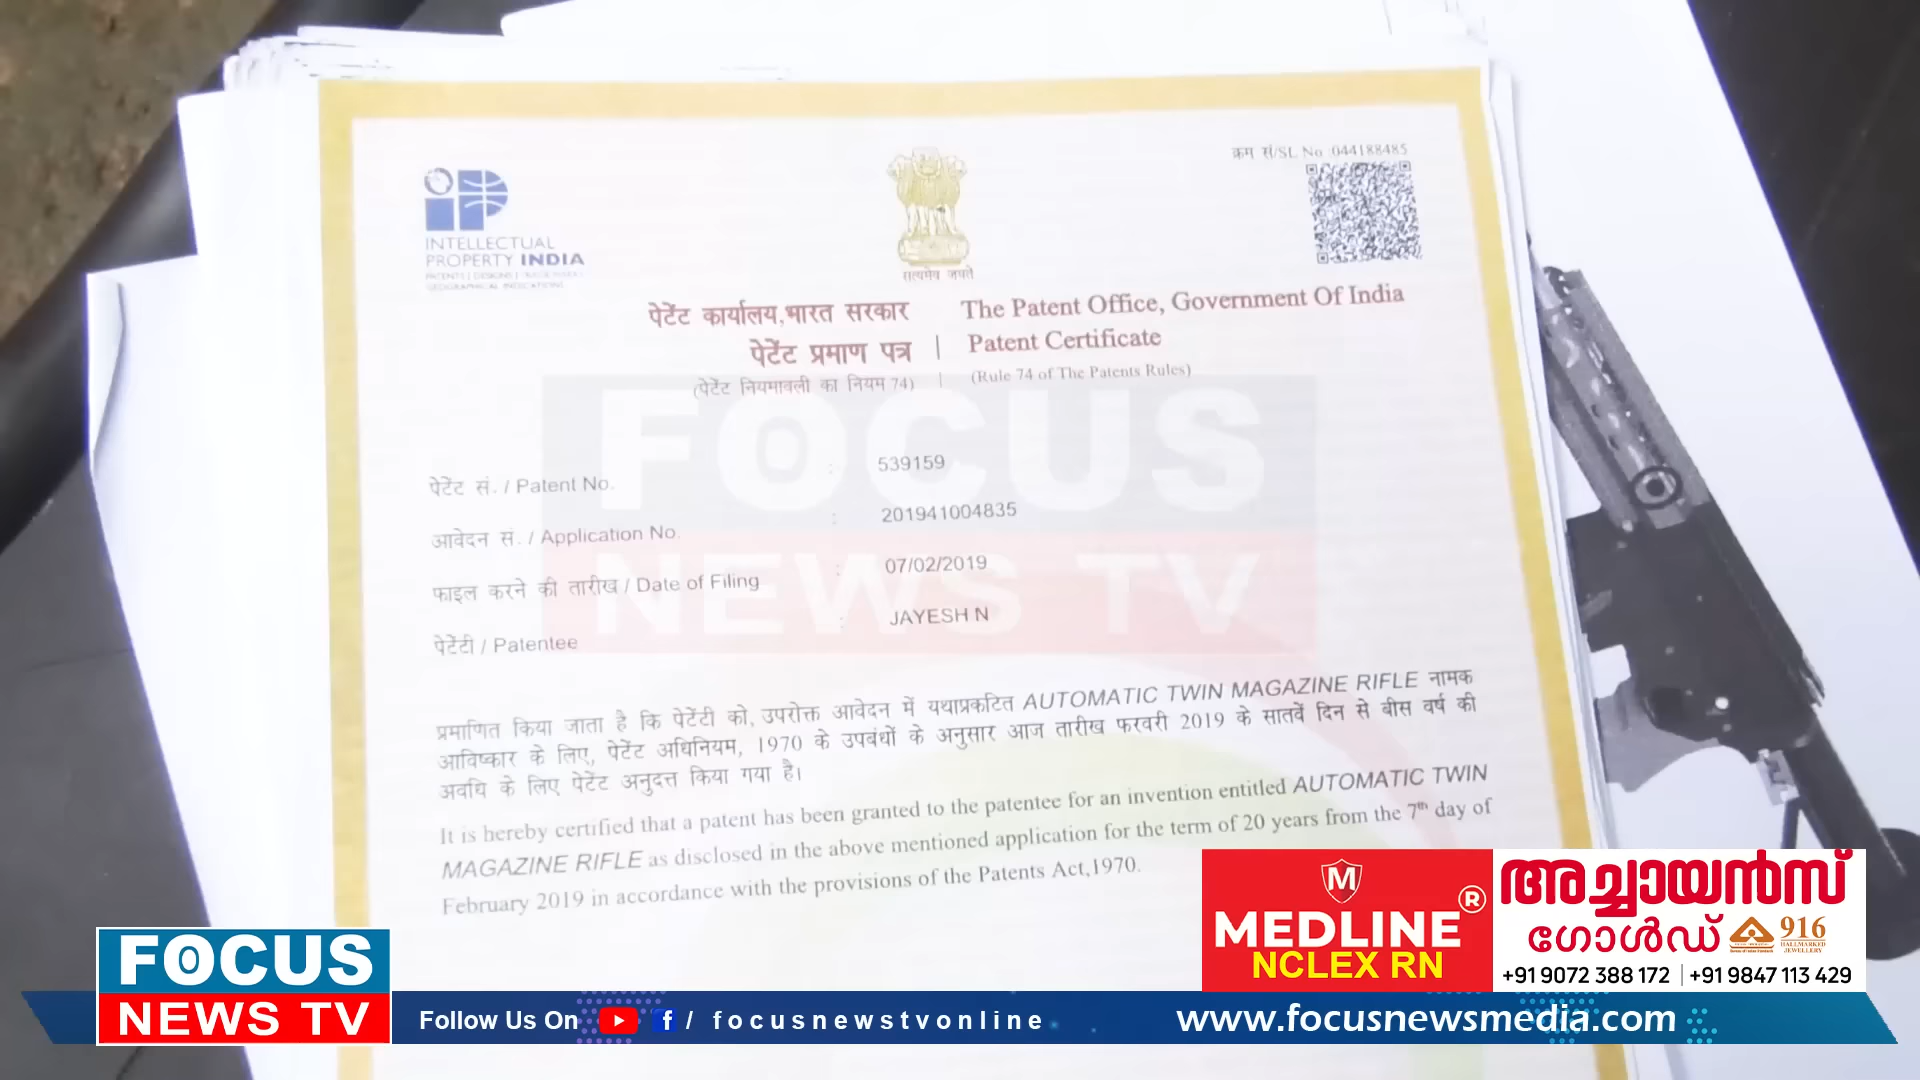 क्रम सं/SL No :044188485
INTELLECTUAL
PROPERTY INDIA
PATENTS | DESIGNS | TRADE MARKS
GEOGRAPHICAL INDICATIONS
सत्यमेव जयते
पेटेंट कार्यालय,भारत सरकार The Patent Office, Government Of India
पेटेंट प्रमाण पत्र | Patent Certificate
(पेटेंट नियमावली का नियम 74) | (Rule 74 of The Patents Rules)
पेटेंट सं. / Patent No. : 539159
आवेदन सं. / Application No. : 201941004835
फाइल करने की तारीख / Date of Filing : 07/02/2019
पेटेंटी / Patentee : JAYESH N
प्रमाणित किया जाता है कि पेटेंटी को, उपरोक्त आवेदन में यथाप्रकटित AUTOMATIC TWIN MAGAZINE RIFLE नामक
आविष्कार के लिए, पेटेंट अधिनियम, 1970 के उपबंधों के अनुसार आज तारीख फरवरी 2019 के सातवें दिन से बीस वर्ष की
अवधि के लिए पेटेंट अनुदत्त किया गया है।
It is hereby certified that a patent has been granted to the patentee for an invention entitled AUTOMATIC TWIN
MAGAZINE RIFLE as disclosed in the above mentioned application for the term of 20 years from the 7th day of
February 2019 in accordance with the provisions of the Patents Act,1970.
FOCUS
NEWS TV
M
MEDLINE®
NCLEX RN
അച്ചായൻസ്
ഗോൾഡ് 916
HALLMARKED
JEWELLERY
+91 9072 388 172 | +91 9847 113 429
FOCUS
NEWS TV
Follow Us On f / focusnewstvonline
www.focusnewsmedia.com